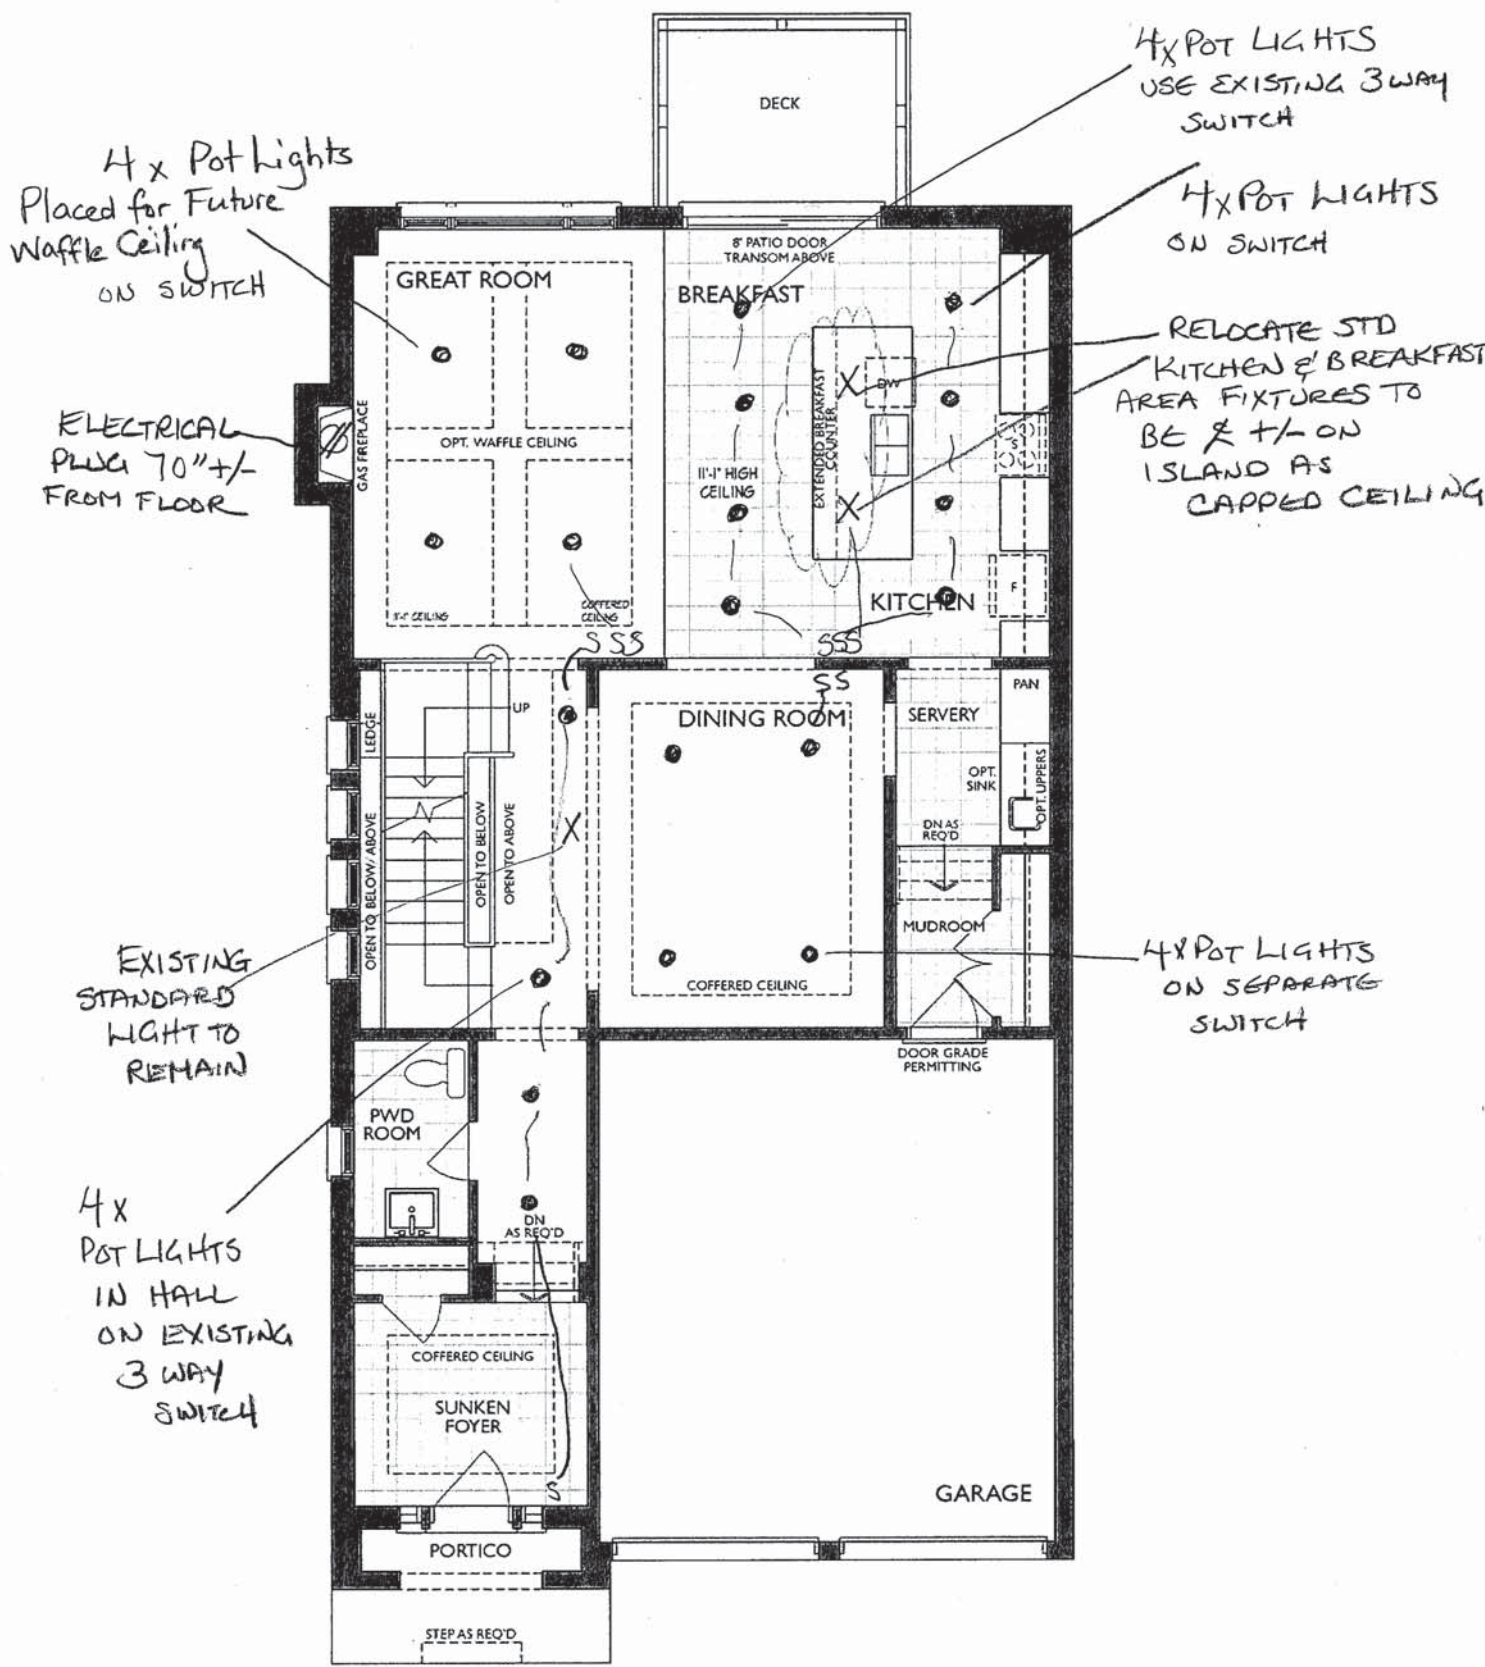 4x POT LIGHTS
USE EXISTING 3 WAY
SWITCH
DECK
4 x Pot Lights
Placed for Future
Waffle Ceiling
ON SWITCH
4x POT LIGHTS
ON SWITCH
8' PATIO DOOR
TRANSOM ABOVE
GREAT ROOM
BREAKFAST
RELOCATE STD
KITCHEN & BREAKFAST
AREA FIXTURES TO
BE ℄ +/- ON
ISLAND AS
CAPPED CEILING
DW
EXTENDED BREAKFAST
COUNTER
GAS FIREPLACE
OPT. WAFFLE CEILING
ELECTRICAL
PLUG 70" +/-
FROM FLOOR
11'-1" HIGH
CEILING
S
F
KITCHEN
11'-1" CEILING
COFFERED
CEILING
S SS
SSS
SS
PAN
UP
LEDGE
DINING ROOM
SERVERY
OPT.
SINK
OPT. UPPERS
DN AS
REQ'D
OPEN TO BELOW/ ABOVE
OPEN TO BELOW
OPEN TO ABOVE
X
MUDROOM
EXISTING
STANDARD
LIGHT TO
REMAIN
COFFERED CEILING
4x POT LIGHTS
ON SEPARATE
SWITCH
DOOR GRADE
PERMITTING
PWD
ROOM
DN
AS REQ'D
4x
POT LIGHTS
IN HALL
ON EXISTING
3 WAY
SWITCH
COFFERED CEILING
SUNKEN
FOYER
S
GARAGE
PORTICO
STEP AS REQ'D